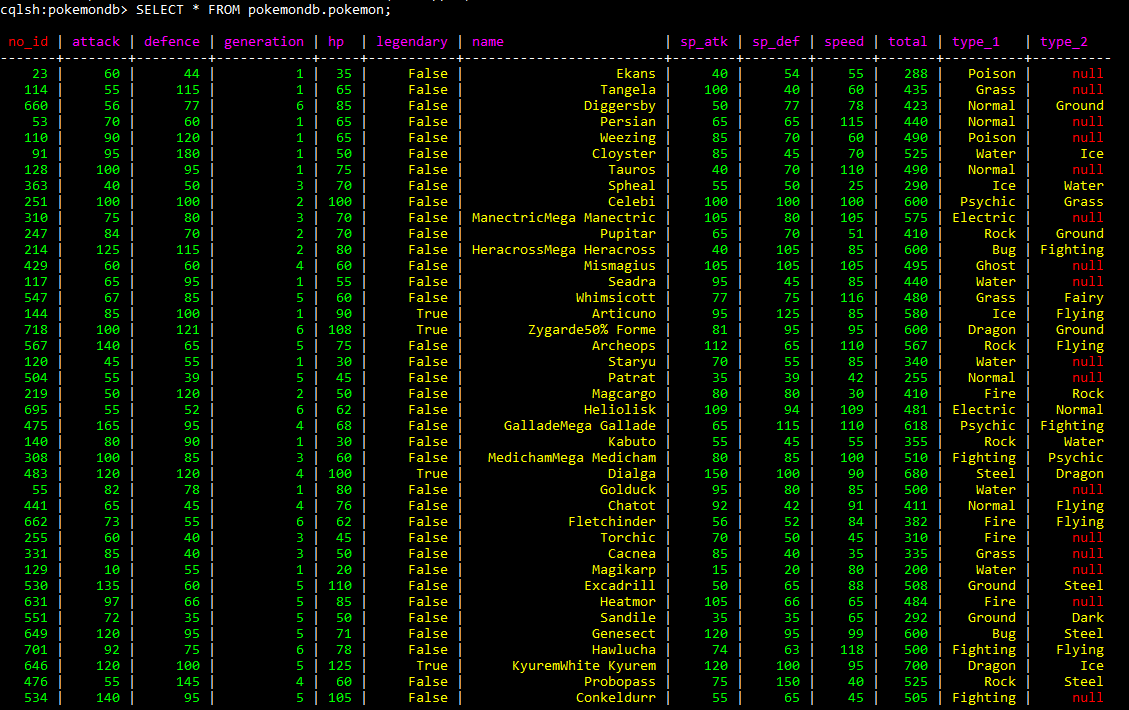 cqlsh:pokemondb> SELECT * FROM pokemondb.pokemon;
no_id | attack | defence | generation | hp | legendary | name | sp_atk | sp_def | speed | total | type_1 | type_2
-------+--------+---------+------------+-----+-----------+-------------------------+--------+--------+-------+-------+----------+----------
23 | 60 | 44 | 1 | 35 | False | Ekans | 40 | 54 | 55 | 288 | Poison | null
114 | 55 | 115 | 1 | 65 | False | Tangela | 100 | 40 | 60 | 435 | Grass | null
660 | 56 | 77 | 6 | 85 | False | Diggersby | 50 | 77 | 78 | 423 | Normal | Ground
53 | 70 | 60 | 1 | 65 | False | Persian | 65 | 65 | 115 | 440 | Normal | null
110 | 90 | 120 | 1 | 65 | False | Weezing | 85 | 70 | 60 | 490 | Poison | null
91 | 95 | 180 | 1 | 50 | False | Cloyster | 85 | 45 | 70 | 525 | Water | Ice
128 | 100 | 95 | 1 | 75 | False | Tauros | 40 | 70 | 110 | 490 | Normal | null
363 | 40 | 50 | 3 | 70 | False | Spheal | 55 | 50 | 25 | 290 | Ice | Water
251 | 100 | 100 | 2 | 100 | False | Celebi | 100 | 100 | 100 | 600 | Psychic | Grass
310 | 75 | 80 | 3 | 70 | False | ManectricMega Manectric | 105 | 80 | 105 | 575 | Electric | null
247 | 84 | 70 | 2 | 70 | False | Pupitar | 65 | 70 | 51 | 410 | Rock | Ground
214 | 125 | 115 | 2 | 80 | False | HeracrossMega Heracross | 40 | 105 | 85 | 600 | Bug | Fighting
429 | 60 | 60 | 4 | 60 | False | Mismagius | 105 | 105 | 105 | 495 | Ghost | null
117 | 65 | 95 | 1 | 55 | False | Seadra | 95 | 45 | 85 | 440 | Water | null
547 | 67 | 85 | 5 | 60 | False | Whimsicott | 77 | 75 | 116 | 480 | Grass | Fairy
144 | 85 | 100 | 1 | 90 | True | Articuno | 95 | 125 | 85 | 580 | Ice | Flying
718 | 100 | 121 | 6 | 108 | True | Zygarde50% Forme | 81 | 95 | 95 | 600 | Dragon | Ground
567 | 140 | 65 | 5 | 75 | False | Archeops | 112 | 65 | 110 | 567 | Rock | Flying
120 | 45 | 55 | 1 | 30 | False | Staryu | 70 | 55 | 85 | 340 | Water | null
504 | 55 | 39 | 5 | 45 | False | Patrat | 35 | 39 | 42 | 255 | Normal | null
219 | 50 | 120 | 2 | 50 | False | Magcargo | 80 | 80 | 30 | 410 | Fire | Rock
695 | 55 | 52 | 6 | 62 | False | Heliolisk | 109 | 94 | 109 | 481 | Electric | Normal
475 | 165 | 95 | 4 | 68 | False | GalladeMega Gallade | 65 | 115 | 110 | 618 | Psychic | Fighting
140 | 80 | 90 | 1 | 30 | False | Kabuto | 55 | 45 | 55 | 355 | Rock | Water
308 | 100 | 85 | 3 | 60 | False | MedichamMega Medicham | 80 | 85 | 100 | 510 | Fighting | Psychic
483 | 120 | 120 | 4 | 100 | True | Dialga | 150 | 100 | 90 | 680 | Steel | Dragon
55 | 82 | 78 | 1 | 80 | False | Golduck | 95 | 80 | 85 | 500 | Water | null
441 | 65 | 45 | 4 | 76 | False | Chatot | 92 | 42 | 91 | 411 | Normal | Flying
662 | 73 | 55 | 6 | 62 | False | Fletchinder | 56 | 52 | 84 | 382 | Fire | Flying
255 | 60 | 40 | 3 | 45 | False | Torchic | 70 | 50 | 45 | 310 | Fire | null
331 | 85 | 40 | 3 | 50 | False | Cacnea | 85 | 40 | 35 | 335 | Grass | null
129 | 10 | 55 | 1 | 20 | False | Magikarp | 15 | 20 | 80 | 200 | Water | null
530 | 135 | 60 | 5 | 110 | False | Excadrill | 50 | 65 | 88 | 508 | Ground | Steel
631 | 97 | 66 | 5 | 85 | False | Heatmor | 105 | 66 | 65 | 484 | Fire | null
551 | 72 | 35 | 5 | 50 | False | Sandile | 35 | 35 | 65 | 292 | Ground | Dark
649 | 120 | 95 | 5 | 71 | False | Genesect | 120 | 95 | 99 | 600 | Bug | Steel
701 | 92 | 75 | 6 | 78 | False | Hawlucha | 74 | 63 | 118 | 500 | Fighting | Flying
646 | 120 | 100 | 5 | 125 | True | KyuremWhite Kyurem | 120 | 100 | 95 | 700 | Dragon | Ice
476 | 55 | 145 | 4 | 60 | False | Probopass | 75 | 150 | 40 | 525 | Rock | Steel
534 | 140 | 95 | 5 | 105 | False | Conkeldurr | 55 | 65 | 45 | 505 | Fighting | null